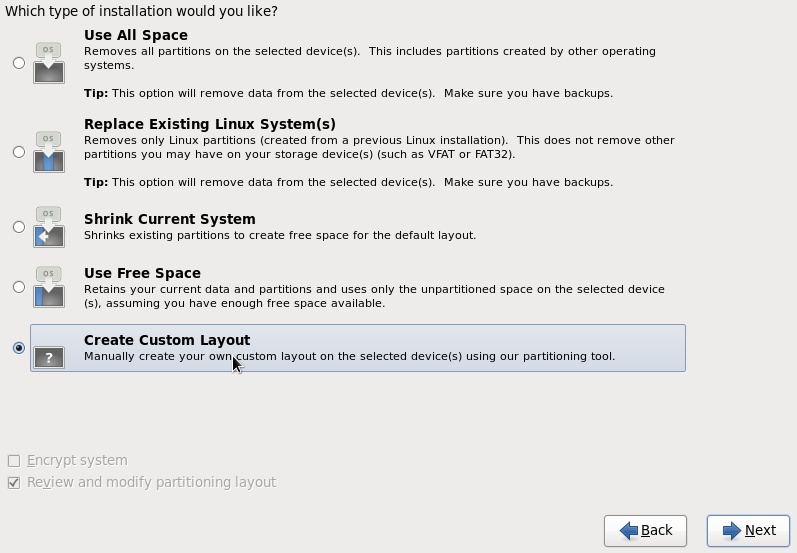 Which type of installation would you like?
OS
Use All Space
Removes all partitions on the selected device(s).  This includes partitions created by other operating
systems.
Tip: This option will remove data from the selected device(s).  Make sure you have backups.
OS
Replace Existing Linux System(s)
Removes only Linux partitions (created from a previous Linux installation).  This does not remove other
partitions you may have on your storage device(s) (such as VFAT or FAT32).
Tip: This option will remove data from the selected device(s).  Make sure you have backups.
OS
Shrink Current System
Shrinks existing partitions to create free space for the default layout.
OS
Use Free Space
Retains your current data and partitions and uses only the unpartitioned space on the selected device
(s), assuming you have enough free space available.
?
Create Custom Layout
Manually create your own custom layout on the selected device(s) using our partitioning tool.
Encrypt system
Review and modify partitioning layout
Back
Next